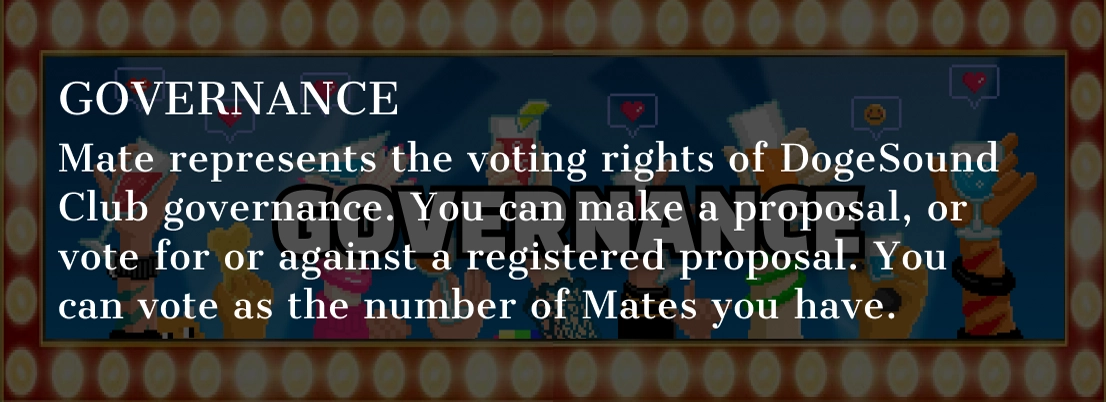 GOVERNANCE
Mate represents the voting rights of DogeSound
Club governance. You can make a proposal, or
vote for or against a registered proposal. You
can vote as the number of Mates you have.
GOVERNANCE